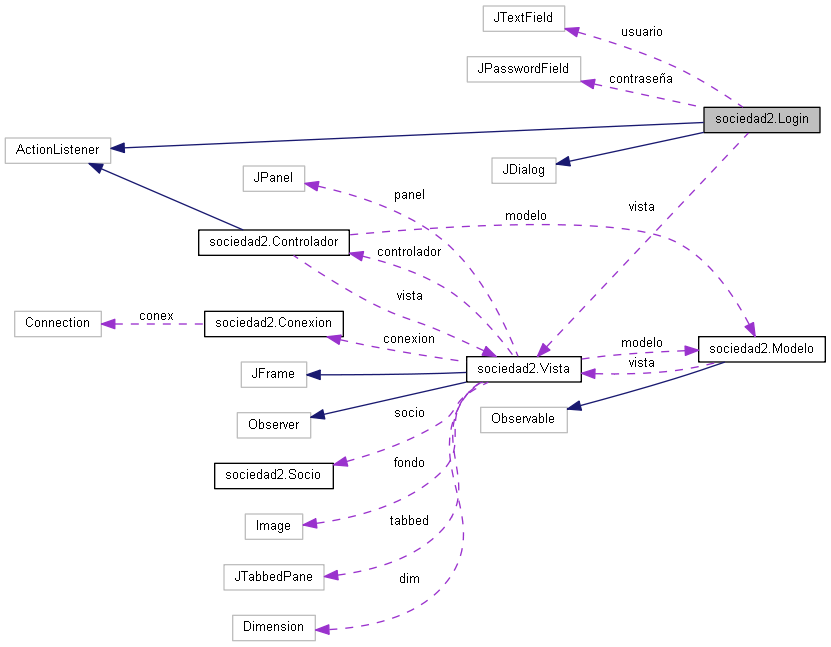 JTextField
usuario
JPasswordField
contraseña
sociedad2.Login
ActionListener
JDialog
JPanel
panel
vista
modelo
sociedad2.Controlador
controlador
vista
Connection
conex
sociedad2.Conexion
conexion
modelo
sociedad2.Modelo
vista
JFrame
sociedad2.Vista
socio
Observer
Observable
fondo
sociedad2.Socio
tabbed
Image
JTabbedPane
dim
Dimension